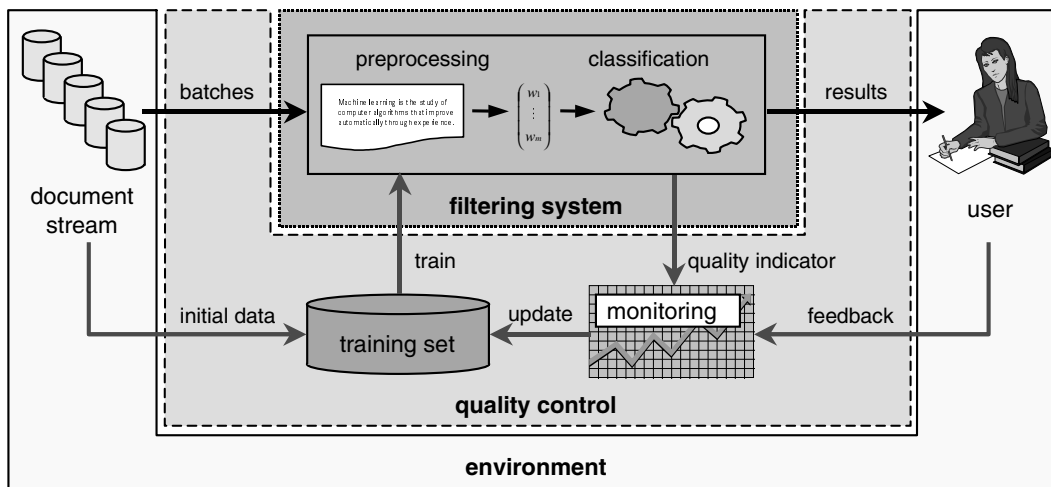 preprocessing
classification
batches
Machine learning is the study of
computer algorithms that improve
automatically through experience.
w1
⋮
wm
results
document
stream
filtering system
user
train
quality indicator
initial data
training set
update
monitoring
feedback
quality control
environment